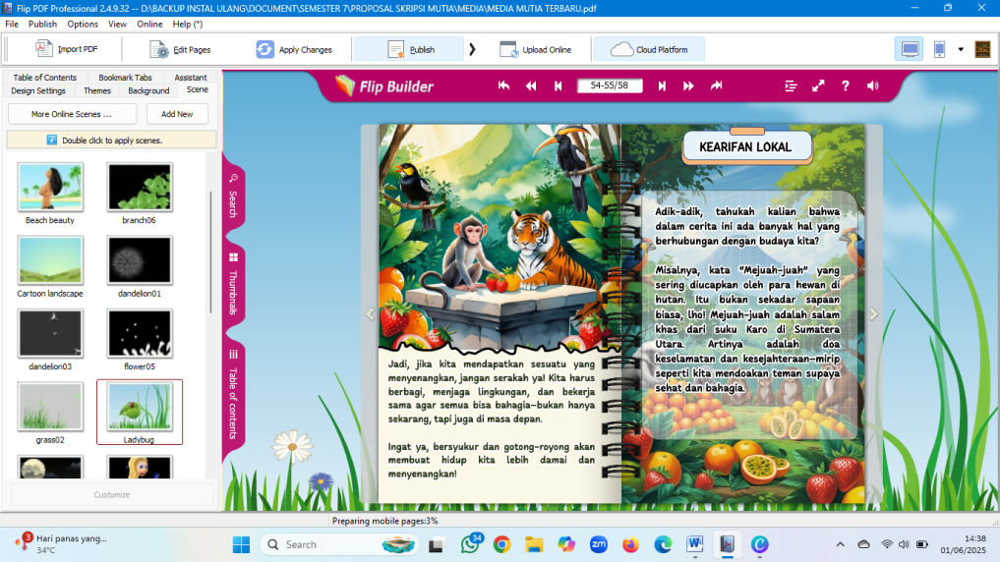 Flip PDF Professional 2.4.9.32 -- D:\BACKUP INSTAL ULANG\DOCUMENT\SEMESTER 7\PROPOSAL SKRIPSI MUTIA\MEDIA\MEDIA MUTIA TERBARU.pdf
File Publish Options View Online Help (*)
Import PDF Edit Pages Apply Changes Publish Upload Online Cloud Platform
Table of Contents Bookmark Tabs Assistant
Design Settings Themes Background Scene
More Online Scenes ... Add New
Double click to apply scenes.
Beach beauty branch06
Cartoon landscape dandelion01
dandelion03 flower05
grass02 Ladybug
Customize
Flip Builder
54-55/58
Search
Thumbnails
Table of contents
Jadi, jika kita mendapatkan sesuatu yang
menyenangkan, jangan serakah ya! Kita harus
berbagi, menjaga lingkungan, dan bekerja
sama agar semua bisa bahagia—bukan hanya
sekarang, tapi juga di masa depan.
Ingat ya, bersyukur dan gotong-royong akan
membuat hidup kita lebih damai dan
menyenangkan!
KEARIFAN LOKAL
Adik-adik, tahukah kalian bahwa
dalam cerita ini ada banyak hal yang
berhubungan dengan budaya kita?
Misalnya, kata "Mejuah-juah" yang
sering diucapkan oleh para hewan di
hutan. Itu bukan sekadar sapaan
biasa, lho! Mejuah-juah adalah salam
khas dari suku Karo di Sumatera
Utara. Artinya adalah doa
keselamatan dan kesejahteraan—mirip
seperti kita mendoakan teman supaya
sehat dan bahagia.
Preparing mobile pages:3%
3
Hari panas yang...
34°C
Search
34
zm
14:38
01/06/2025